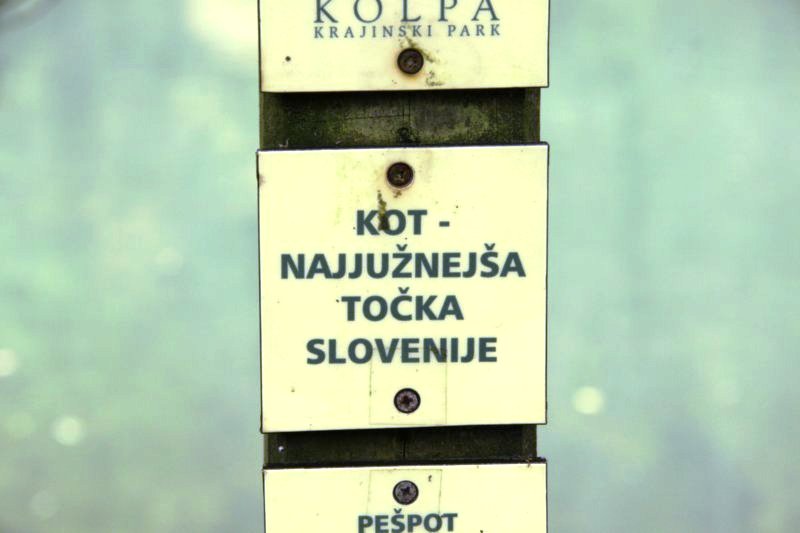 KOLPA
KRAJINSKI PARK
KOT -
NAJJUŽNEJŠA
TOČKA
SLOVENIJE
PEŠPOT